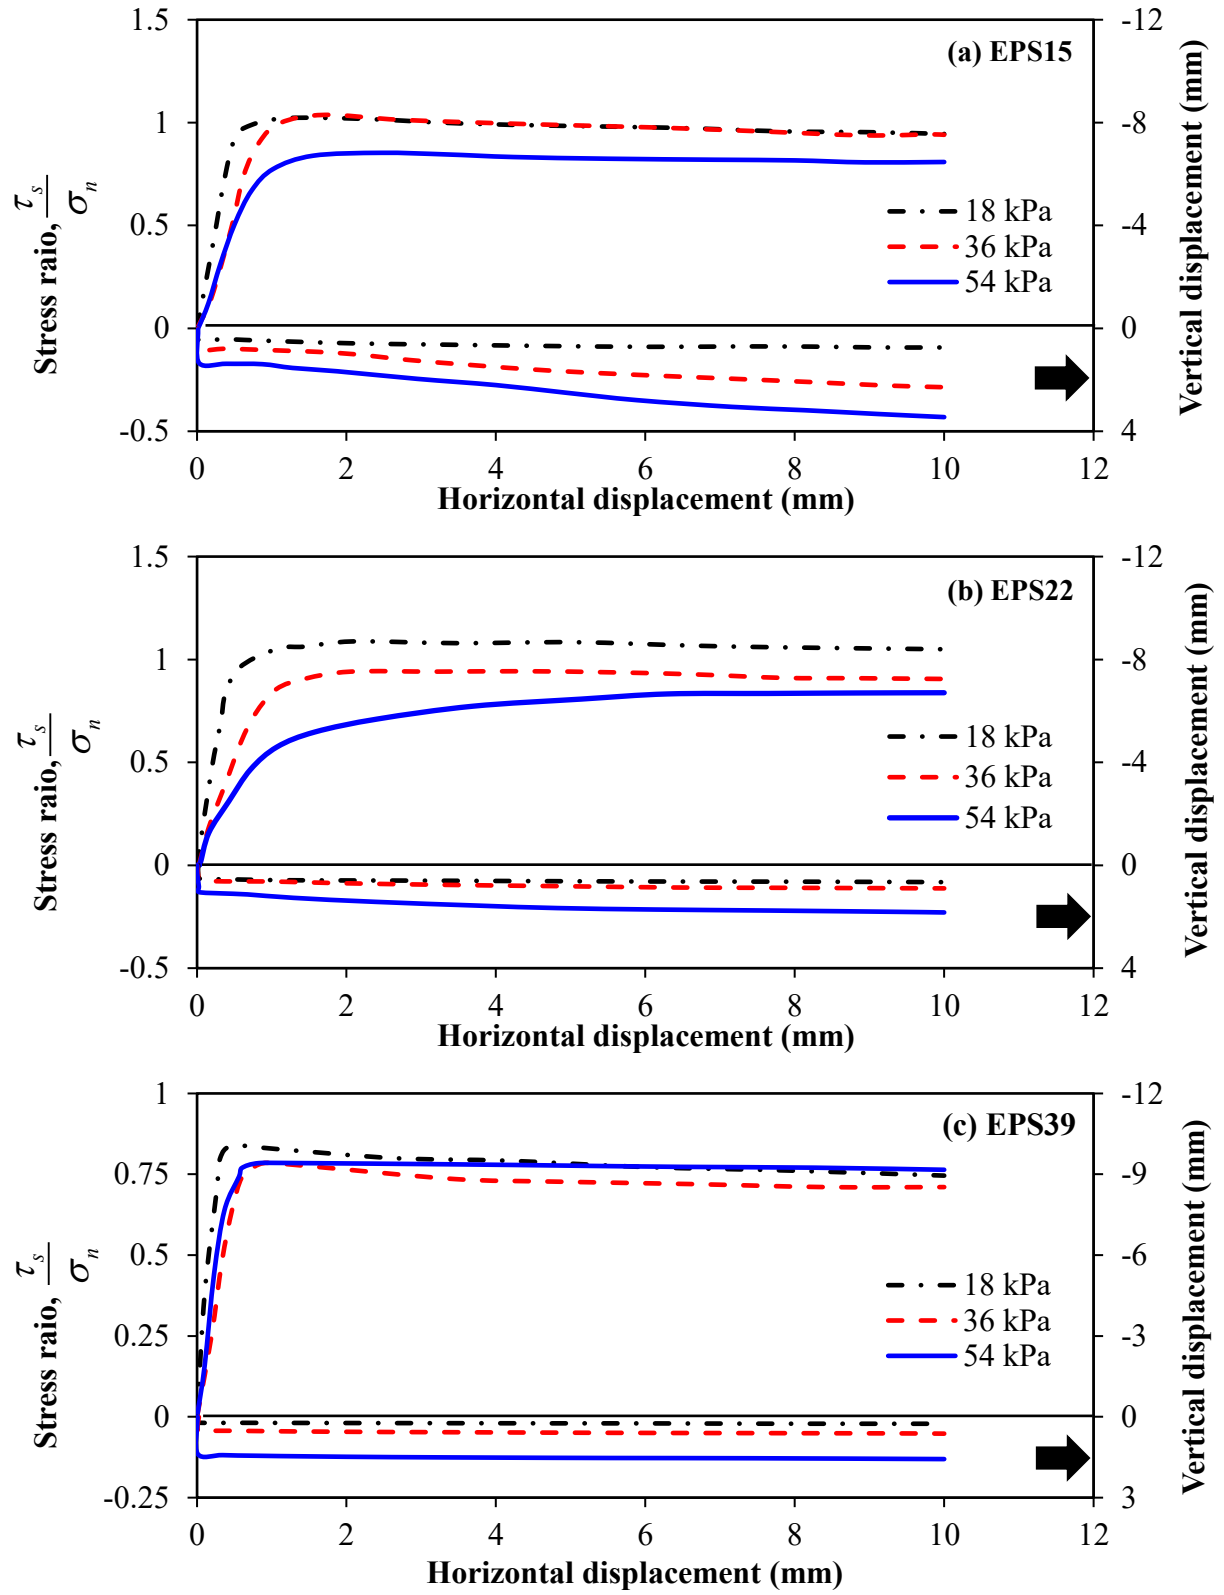 (a) EPS15
1.5
1
0.5
0
-0.5
Stress raio, τs/σn
-12
-8
-4
0
4
Vertical displacement (mm)
18 kPa
36 kPa
54 kPa
0 2 4 6 8 10 12
Horizontal displacement (mm)
(b) EPS22
1.5
1
0.5
0
-0.5
Stress raio, τs/σn
-12
-8
-4
0
4
Vertical displacement (mm)
18 kPa
36 kPa
54 kPa
0 2 4 6 8 10 12
Horizontal displacement (mm)
(c) EPS39
1
0.75
0.5
0.25
0
-0.25
Stress raio, τs/σn
-12
-9
-6
-3
0
3
Vertical displacement (mm)
18 kPa
36 kPa
54 kPa
0 2 4 6 8 10 12
Horizontal displacement (mm)